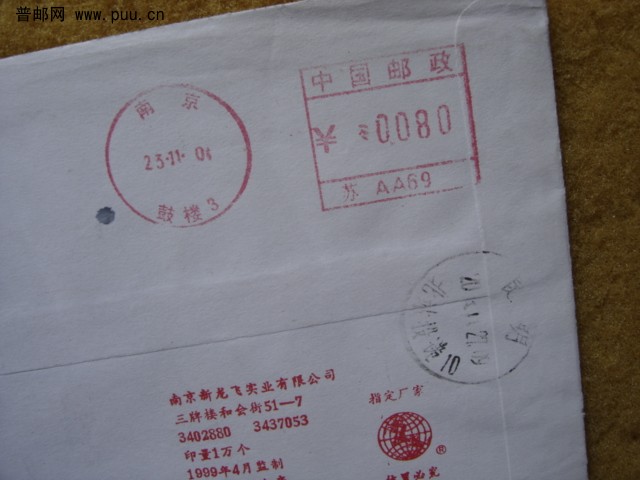 普邮网 www.puu.cn
中国邮政
南京
¥ 0080
23.11.
鼓楼3
苏 AA69
南京新龙飞实业有限公司
三牌楼和会街51—7
3402880 3437053
印量1万个
1999年4月监制
指定厂家
®